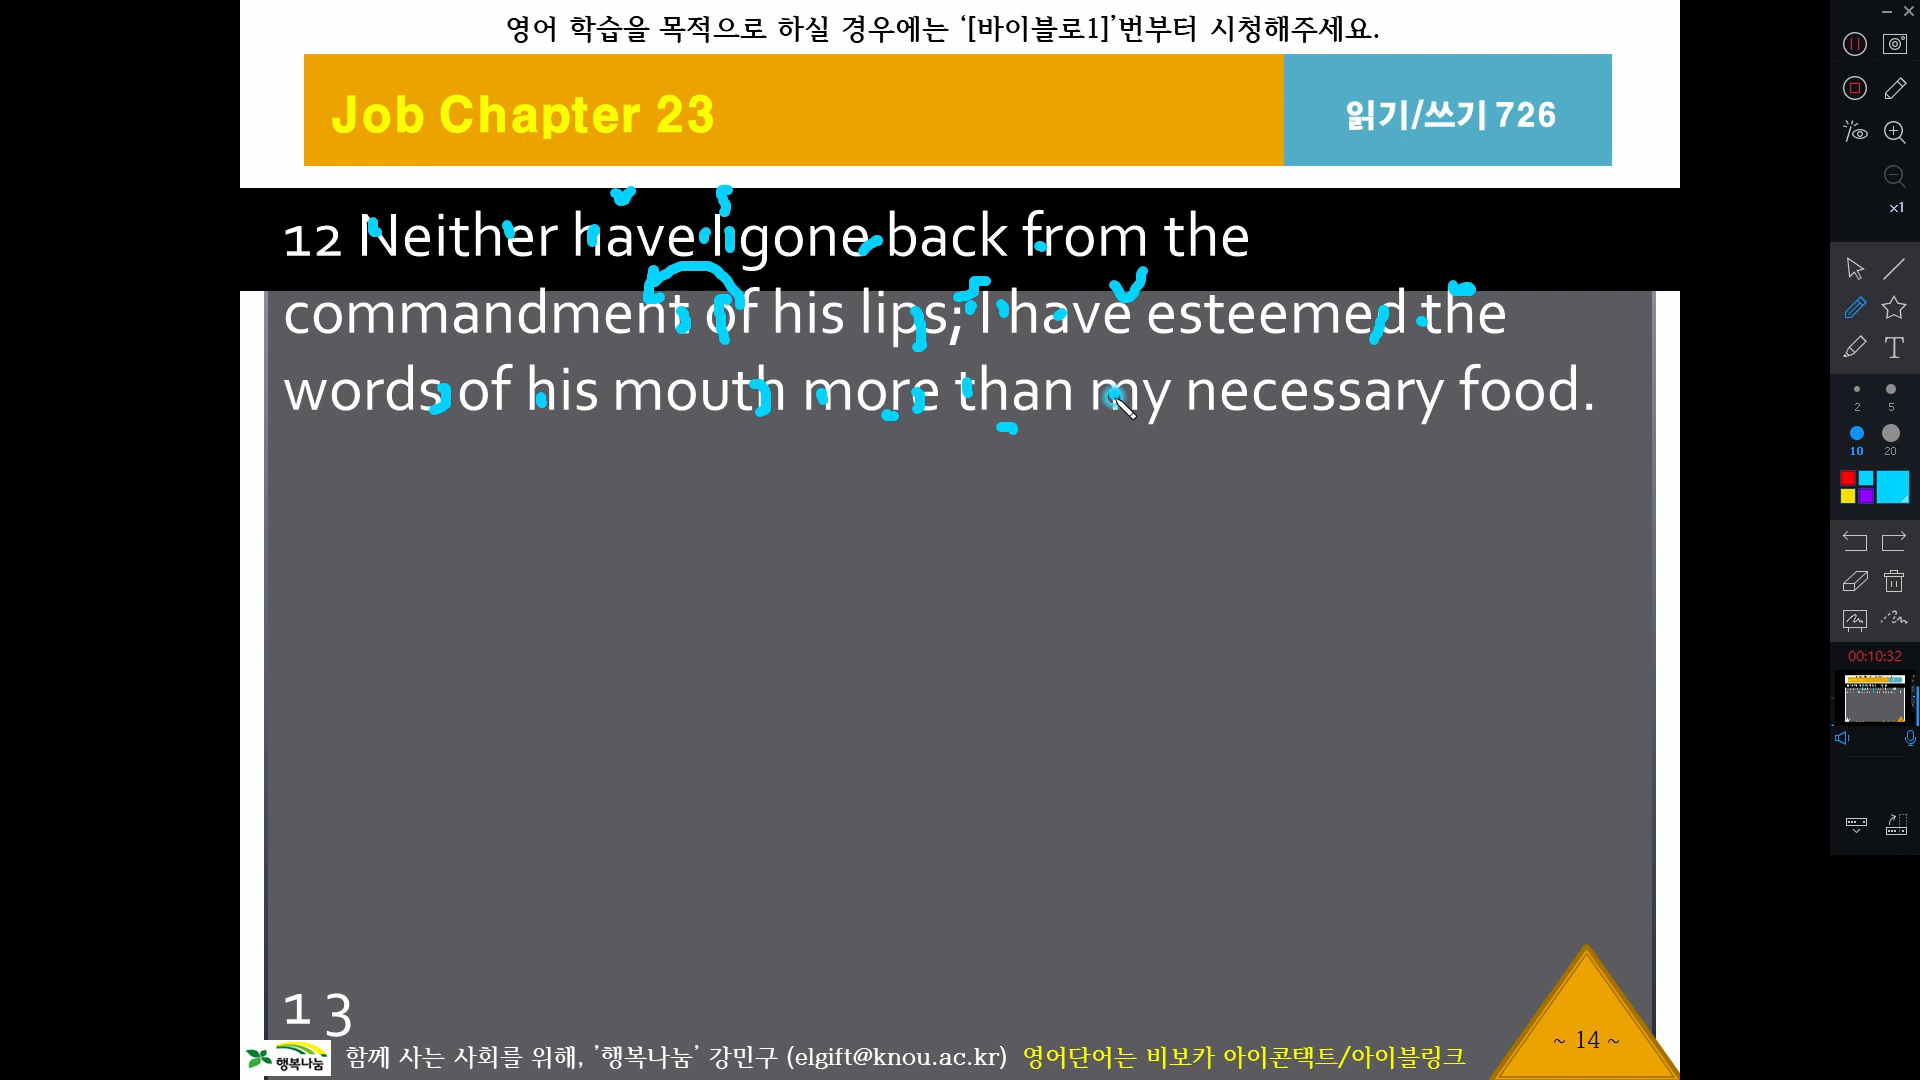 영어 학습을 목적으로 하실 경우에는 ‘[바이블로1]’번부터 시청해주세요.
Job Chapter 23
읽기/쓰기 726
12 Neither have I gone back from the
commandment of his lips; I have esteemed the
words of his mouth more than my necessary food.
13
행복나눔
함께 사는 사회를 위해, ’행복나눔’ 강민구 (elgift@knou.ac.kr) 영어단어는 비보카 아이콘택트/아이블링크
~ 14 ~
x1
T
2 5
10 20
00:10:32